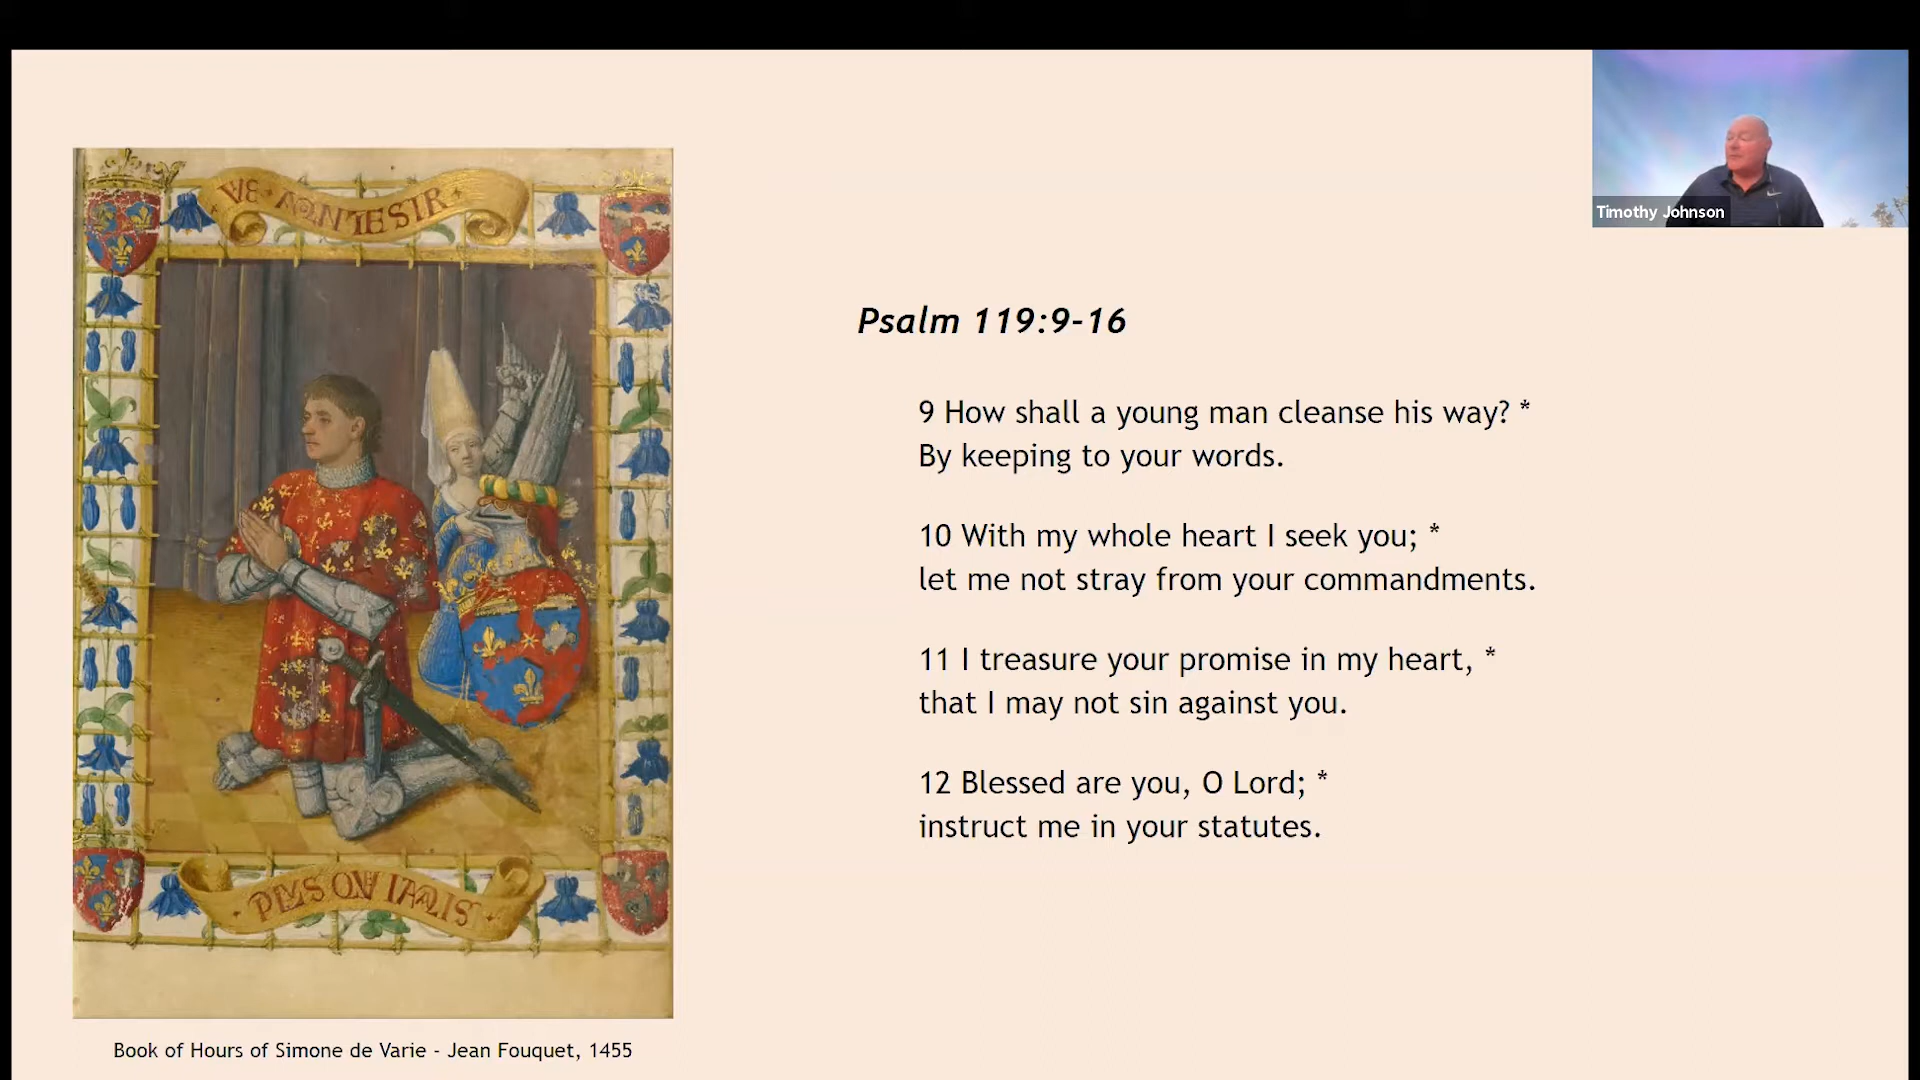 Timothy Johnson
Psalm 119:9-16
9 How shall a young man cleanse his way? *
By keeping to your words.
10 With my whole heart I seek you; *
let me not stray from your commandments.
11 I treasure your promise in my heart, *
that I may not sin against you.
12 Blessed are you, O Lord; *
instruct me in your statutes.
Book of Hours of Simone de Varie - Jean Fouquet, 1455